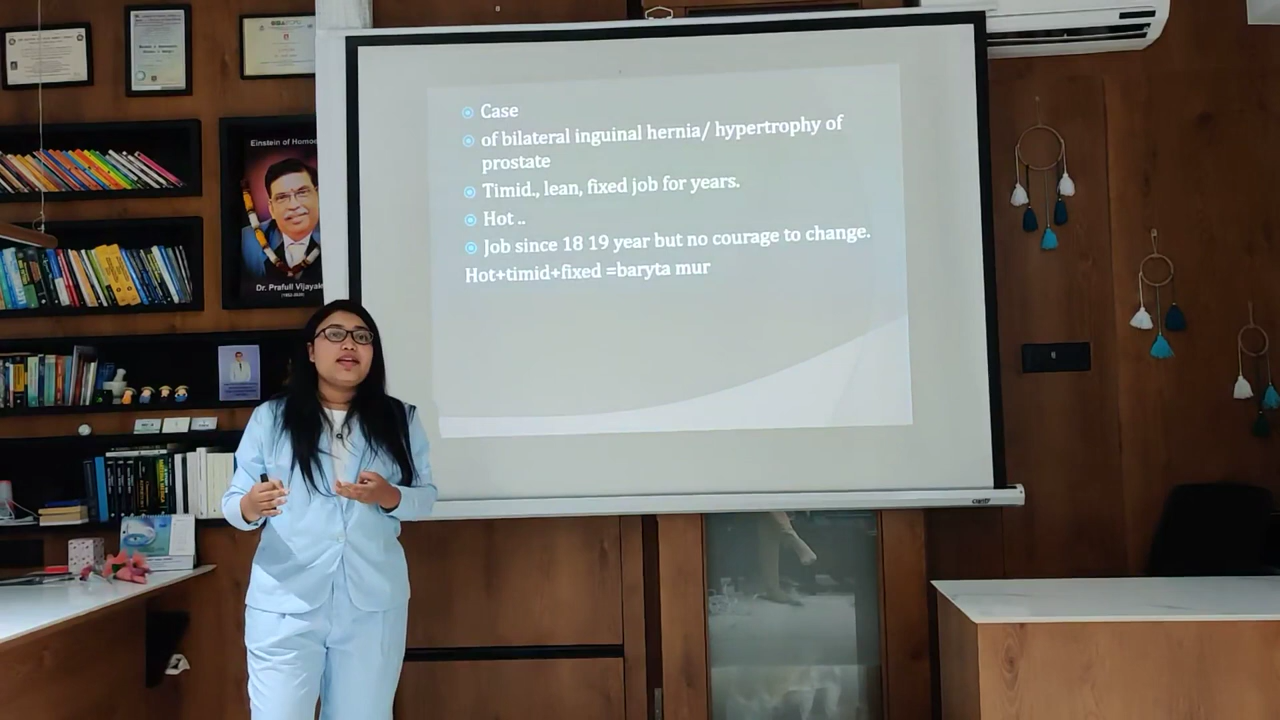 Einstein of Homoe
Dr. Prafull Vijayak
Case
of bilateral inguinal hernia/ hypertrophy of
prostate
Timid., lean, fixed job for years.
Hot ..
Job since 18 19 year but no courage to change.
Hot+timid+fixed =baryta mur